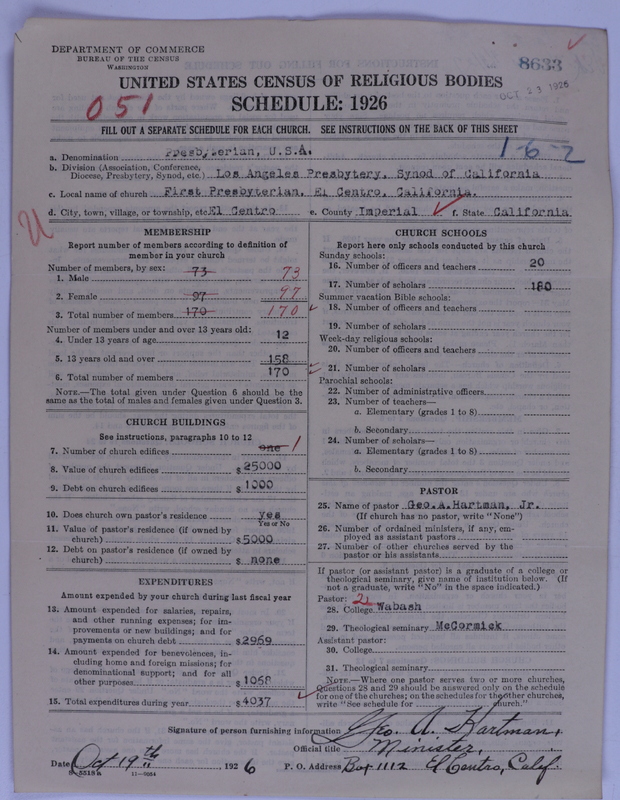 DEPARTMENT OF COMMERCE
BUREAU OF THE CENSUS
WASHINGTON
8633
OCT 23 1926
UNITED STATES CENSUS OF RELIGIOUS BODIES
SCHEDULE: 1926
051
FILL OUT A SEPARATE SCHEDULE FOR EACH CHURCH. SEE INSTRUCTIONS ON THE BACK OF THIS SHEET
1-6-2
a. Denomination Presbyterian, U.S.A.
b. Division (Association, Conference, Diocese, Presbytery, Synod, etc.) Los Angeles Presbytery, Synod of California
c. Local name of church First Presbyterian, El Centro, California.
d. City, town, village, or township, etc. El Centro e. County Imperial f. State California
U
MEMBERSHIP
Report number of members according to definition of
member in your church
Number of members, by sex:
1. Male 73 73
2. Female 97 97
3. Total number of members 170 170
Number of members under and over 13 years old:
4. Under 13 years of age 12
5. 13 years old and over 158
6. Total number of members 170
NOTE.—The total given under Question 6 should be
same as the total of males and females given under Question 3.
CHURCH BUILDINGS
See instructions, paragraphs 10 to 12
7. Number of church edifices one 1
8. Value of church edifices $ 25000
9. Debt on church edifices $ 1000
10. Does church own pastor's residence yes
Yes or No
11. Value of pastor's residence (if owned by
church) $ 5000
12. Debt on pastor's residence (if owned by
church) $ none
EXPENDITURES
Amount expended by your church during last fiscal year
13. Amount expended for salaries, repairs,
and other running expenses; for im-
provements or new buildings; and for
payments on church debt $ 2969
14. Amount expended for benevolences, in-
cluding home and foreign missions; for
denominational support; and for all
other purposes $ 1058
15. Total expenditures during year $ 4037
CHURCH SCHOOLS
Report here only schools conducted by this church
Sunday schools:
16. Number of officers and teachers 20
17. Number of scholars 180
Summer vacation Bible schools:
18. Number of officers and teachers
19. Number of scholars
Week-day religious schools:
20. Number of officers and teachers
21. Number of scholars
Parochial schools:
22. Number of administrative officers
23. Number of teachers—
a. Elementary (grades 1 to 8)
b. Secondary
24. Number of scholars—
a. Elementary (grades 1 to 8)
b. Secondary
PASTOR
25. Name of pastor Geo.A.Hartman, Jr.
(If church has no pastor, write "None")
26. Number of ordained ministers, if any, em-
ployed as assistant pastors
27. Number of other churches served by the
pastor or his assistants
If pastor (or assistant pastor) is a graduate of a college or
theological seminary, give name of institution below. (If
not a graduate, write "No" in the space indicated.)
Pastor: 2
28. College Wabash
29. Theological seminary McCormick
Assistant pastor:
30. College
31. Theological seminary
NOTE.—Where one pastor serves two or more churches,
Questions 28 and 29 should be answered only on the schedule
for one of the churches; on the schedules for the other churches,
write "See schedule for church."
Signature of person furnishing information Geo. A. Hartman,
Official title Minister,
Date Oct 19th, 1926 P. O. Address Box 1112 El Centro, Calif.
11—9054